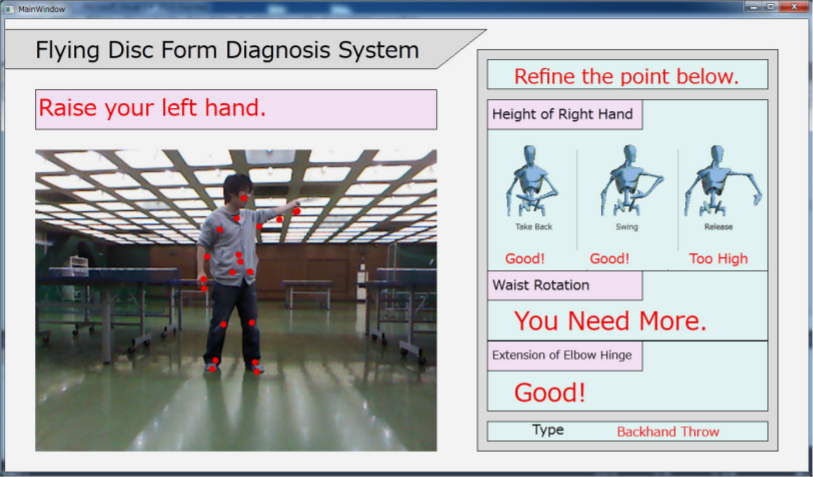 MainWindow
Flying Disc Form Diagnosis System
Raise your left hand.
Refine the point below.
Height of Right Hand
Take Back
Swing
Release
Good!
Good!
Too High
Waist Rotation
You Need More.
Extension of Elbow Hinge
Good!
Type
Backhand Throw